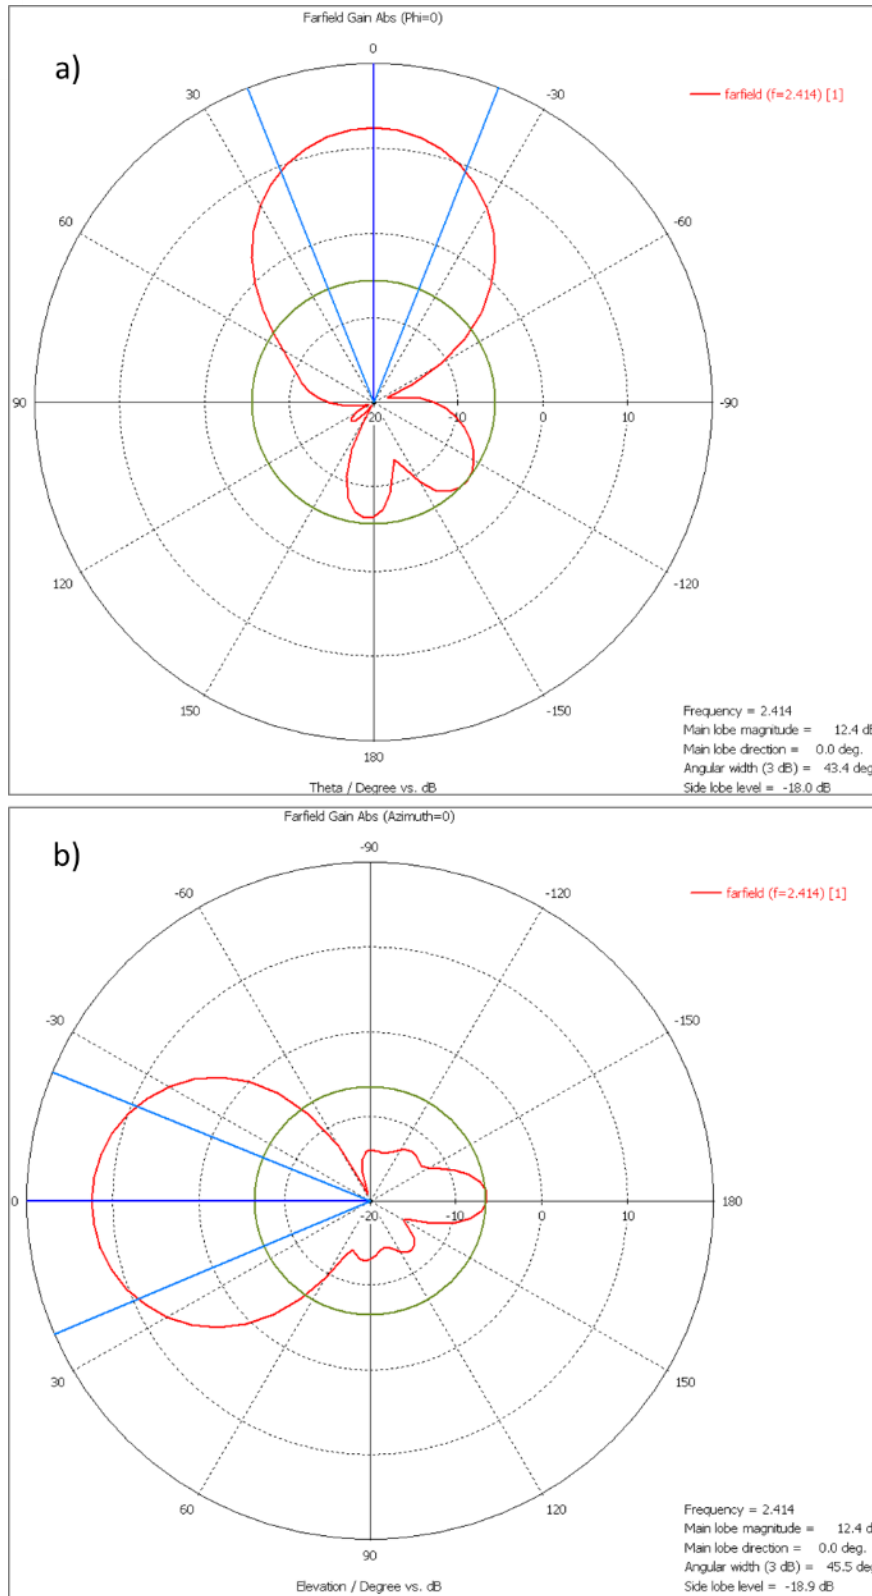 Farfield Gain Abs (Phi=0)
a)
0
farfield (f=2.414) [1]
30
-30
60
-60
90
-20
-10
0
10
-90
120
-120
150
-150
180
Frequency = 2.414
Main lobe magnitude = 12.4 dB
Main lobe direction = 0.0 deg.
Angular width (3 dB) = 43.4 deg
Side lobe level = -18.0 dB
Theta / Degree vs. dB
Farfield Gain Abs (Azimuth=0)
b)
-90
farfield (f=2.414) [1]
-60
-120
-30
-150
0
-20
-10
0
10
180
30
150
60
120
90
Frequency = 2.414
Main lobe magnitude = 12.4 d
Main lobe direction = 0.0 deg.
Angular width (3 dB) = 45.5 deg
Side lobe level = -18.9 dB
Elevation / Degree vs. dB